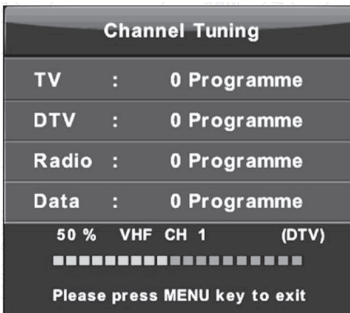 Channel Tuning
TV : 0 Programme
DTV : 0 Programme
Radio : 0 Programme
Data : 0 Programme
50 % VHF CH 1 (DTV)
Please press MENU key to exit